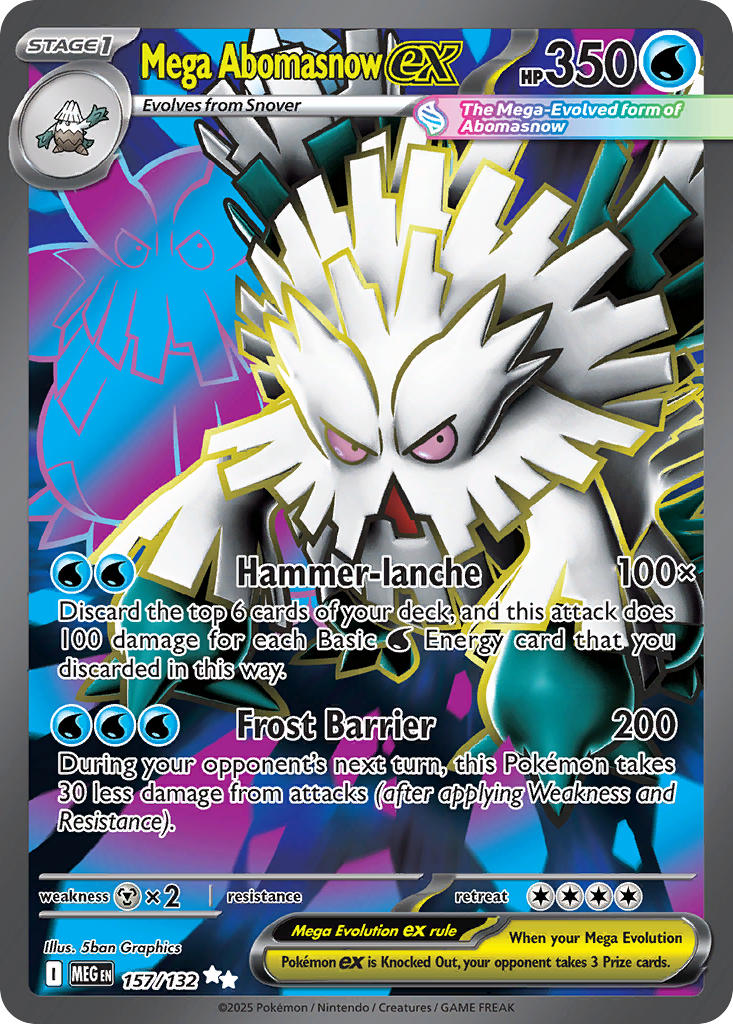 STAGE1
Mega Abomasnow ex
HP350
Evolves from Snover
The Mega-Evolved form of
Abomasnow
Hammer-lanche 100×
Discard the top 6 cards of your deck, and this attack does
100 damage for each Basic Energy card that you
discarded in this way.
Frost Barrier 200
During your opponent's next turn, this Pokémon takes
30 less damage from attacks (after applying Weakness and
Resistance).
weakness ×2 resistance retreat
Illus. 5ban Graphics
Mega Evolution ex rule
When your Mega Evolution
Pokémon ex is Knocked Out, your opponent takes 3 Prize cards.
I MEG EN 157/132
©2025 Pokémon / Nintendo / Creatures / GAME FREAK